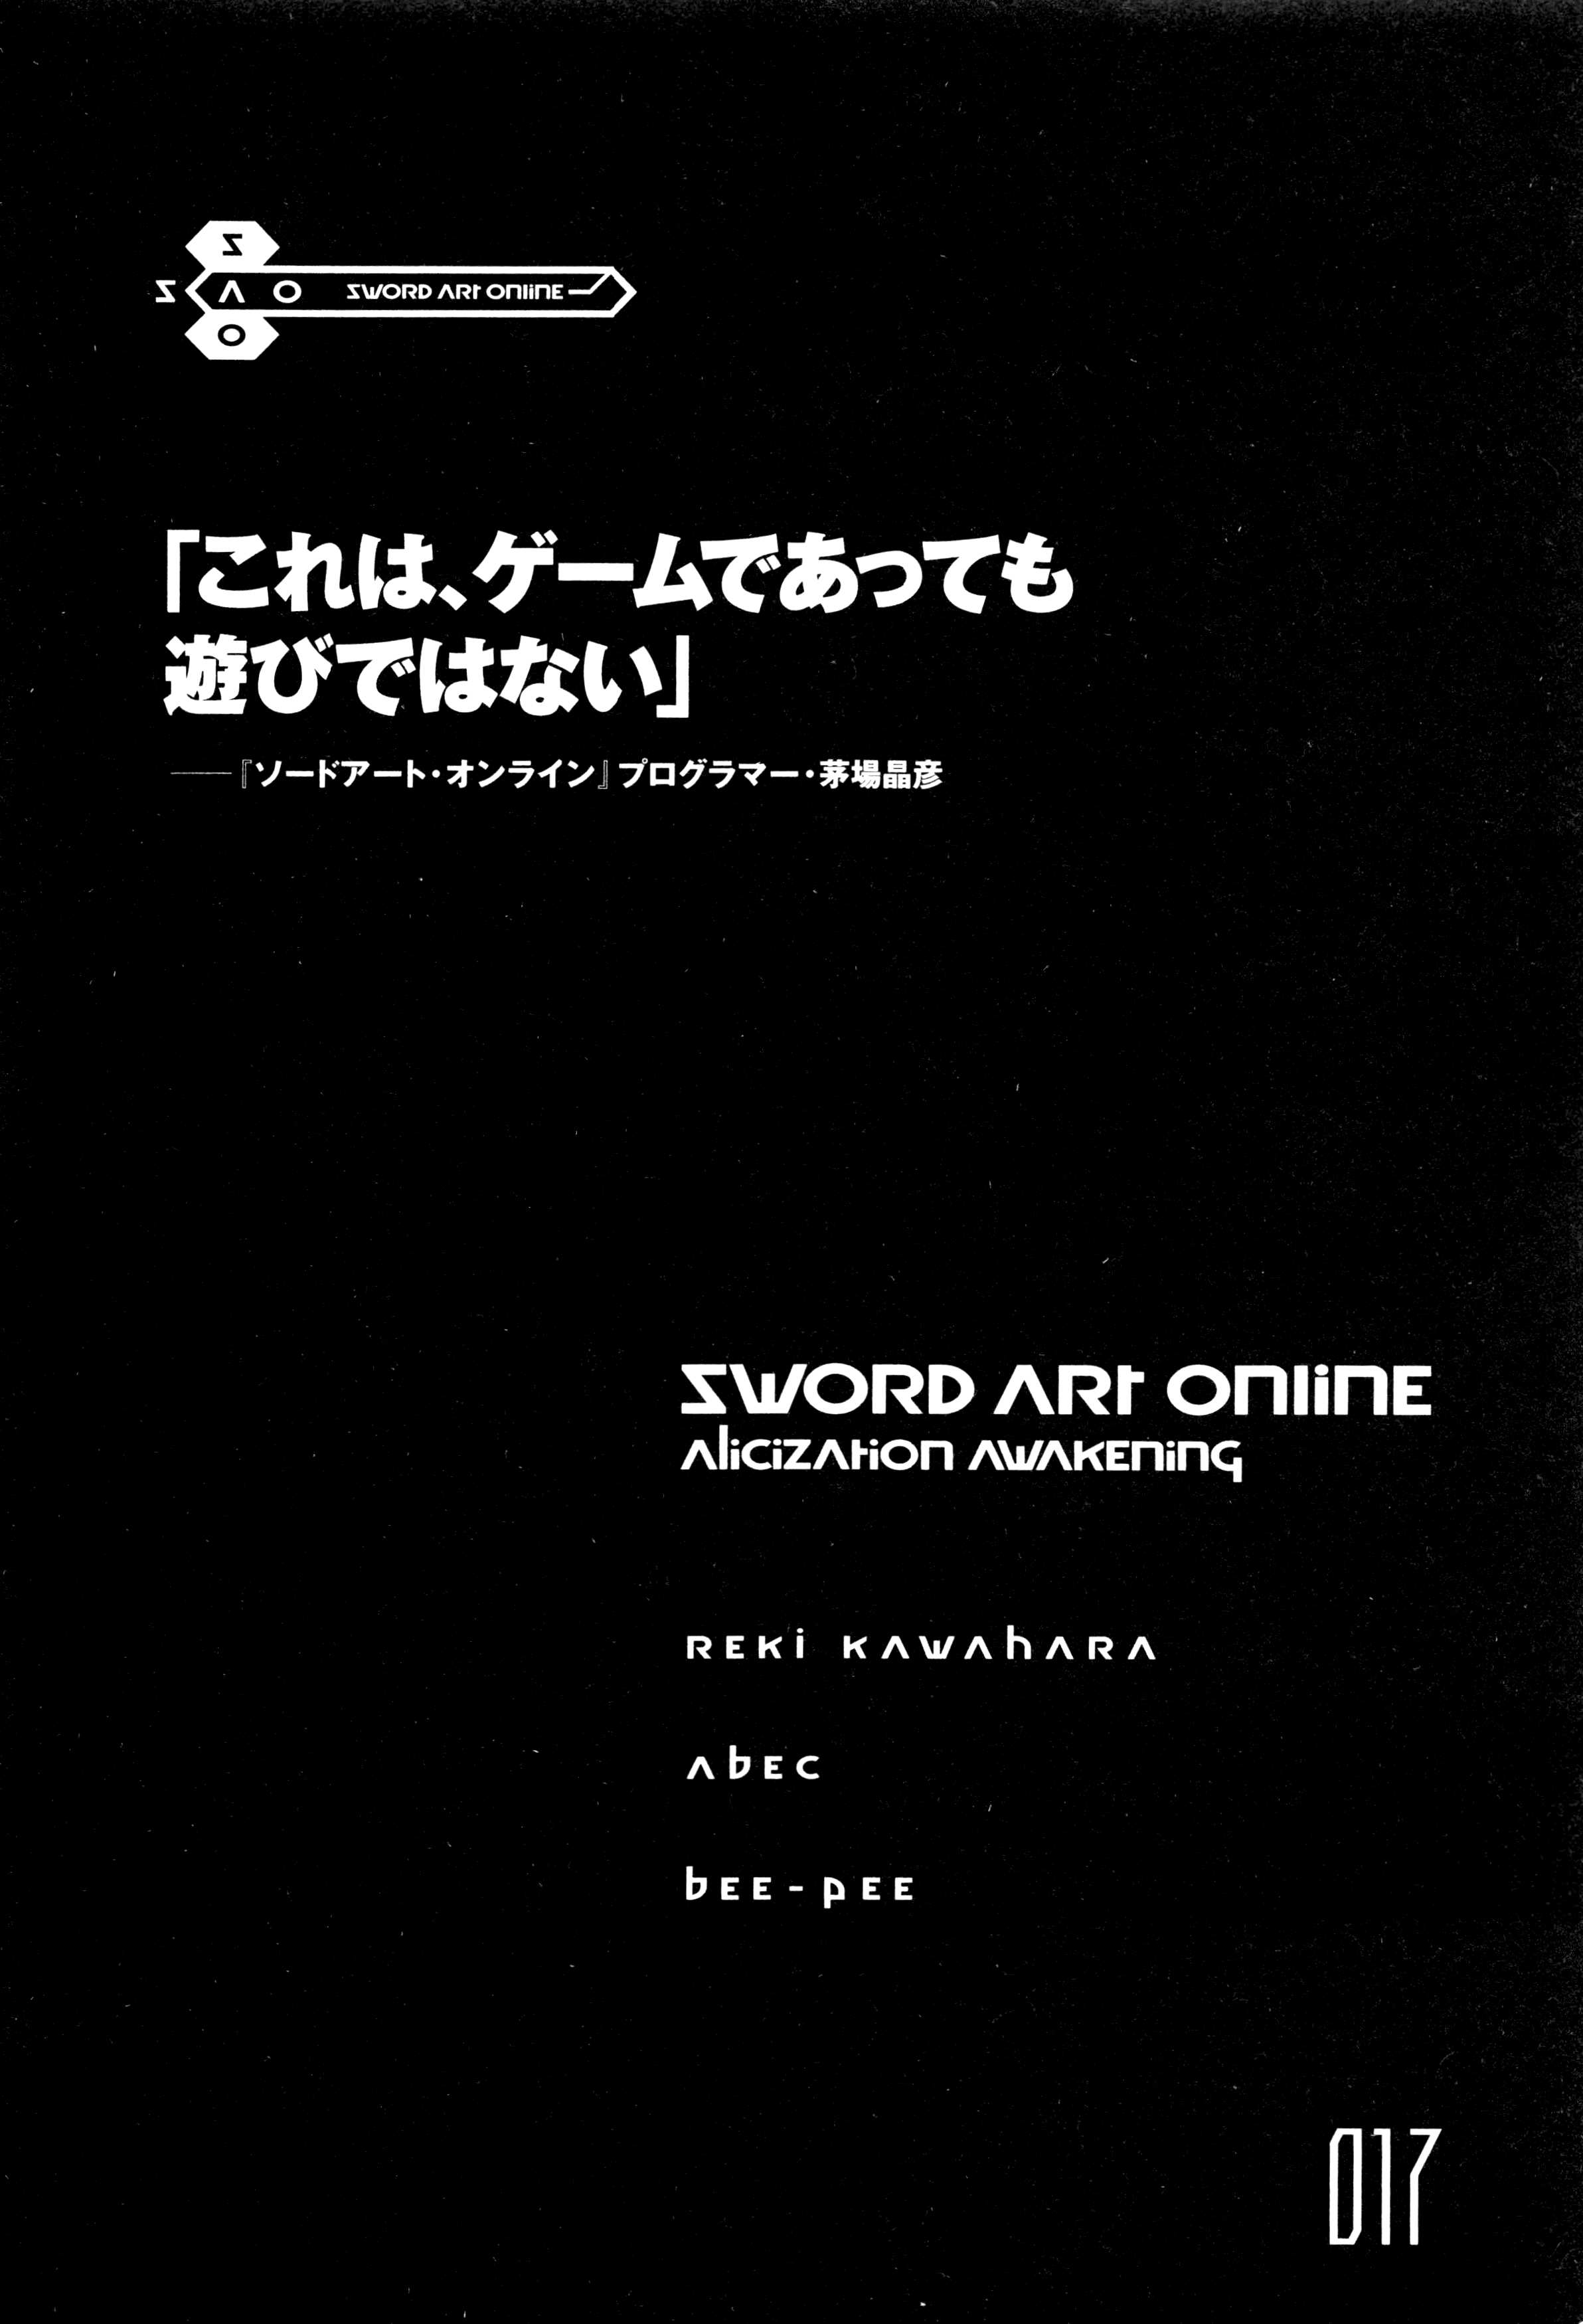 S
S A O SWORD ART ONLINE
O
「これは、ゲームであっても
遊びではない」
――『ソードアート・オンライン』プログラマー・茅場晶彦
SWORD ART ONLINE
ALICIZATION AWAKENING
REKI KAWAHARA
ABEC
BEE-PEE
017